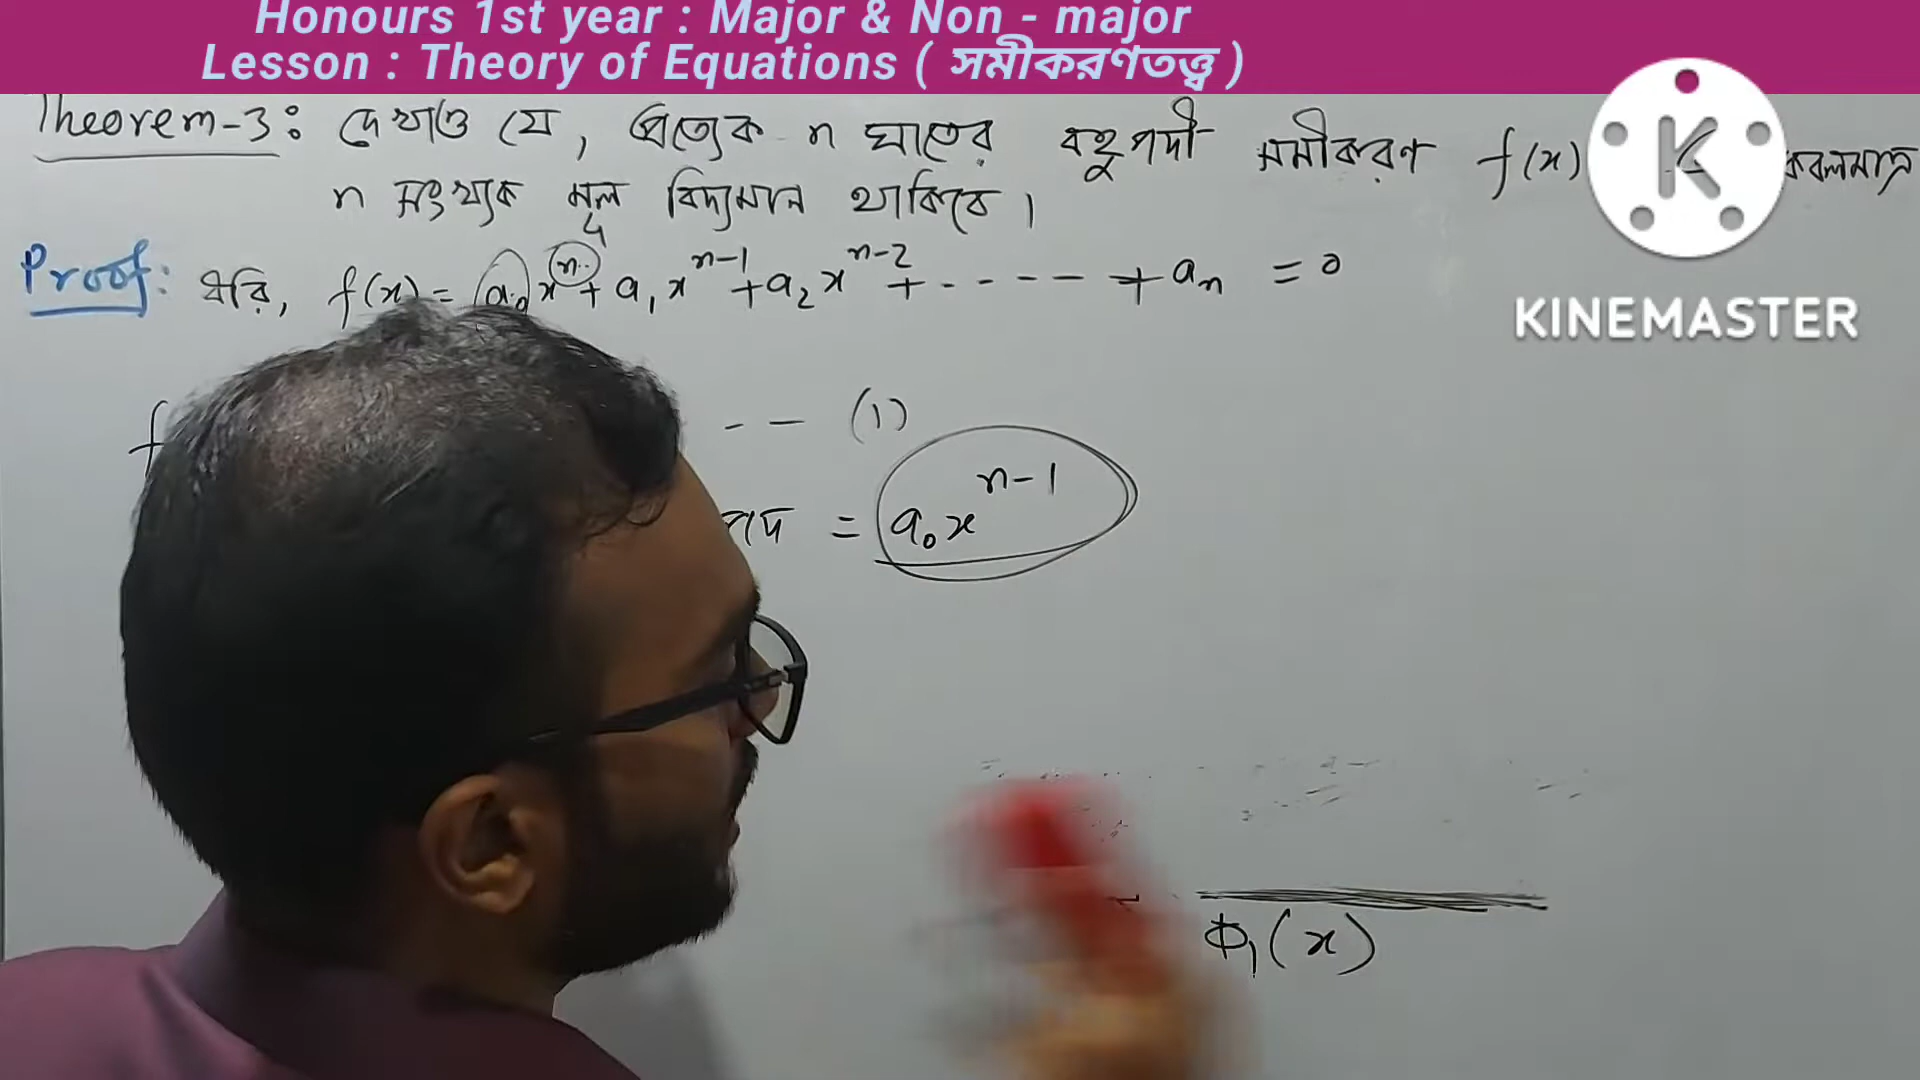 Honours 1st year : Major & Non - major
Lesson : Theory of Equations ( সমীকরণতত্ত্ব )
Theorem-3: দেখাও যে, প্রত্যেক n ঘাতের বহুপদী সমীকরণ f(x) কেবলমাত্র
n সংখ্যক মূল বিদ্যমান থাকিবে।
Proof: ধরি, f(x) = a₀xⁿ + a₁xⁿ⁻¹ + a₂xⁿ⁻² + - - - - - + aₙ = 0
KINEMASTER
f - - (1)
পদ = a₀xⁿ⁻¹
Φ₁(x)